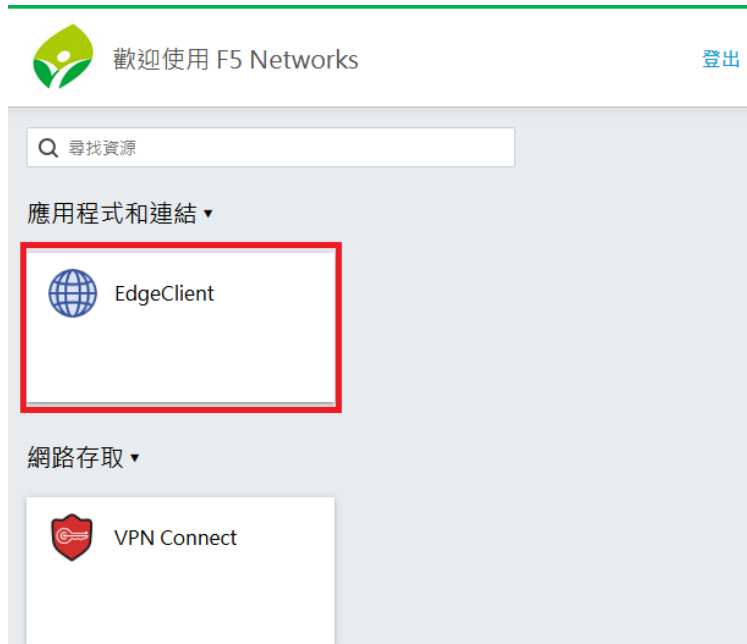 歡迎使用 F5 Networks
登出
尋找資源
應用程式和連結
EdgeClient
網路存取
VPN Connect